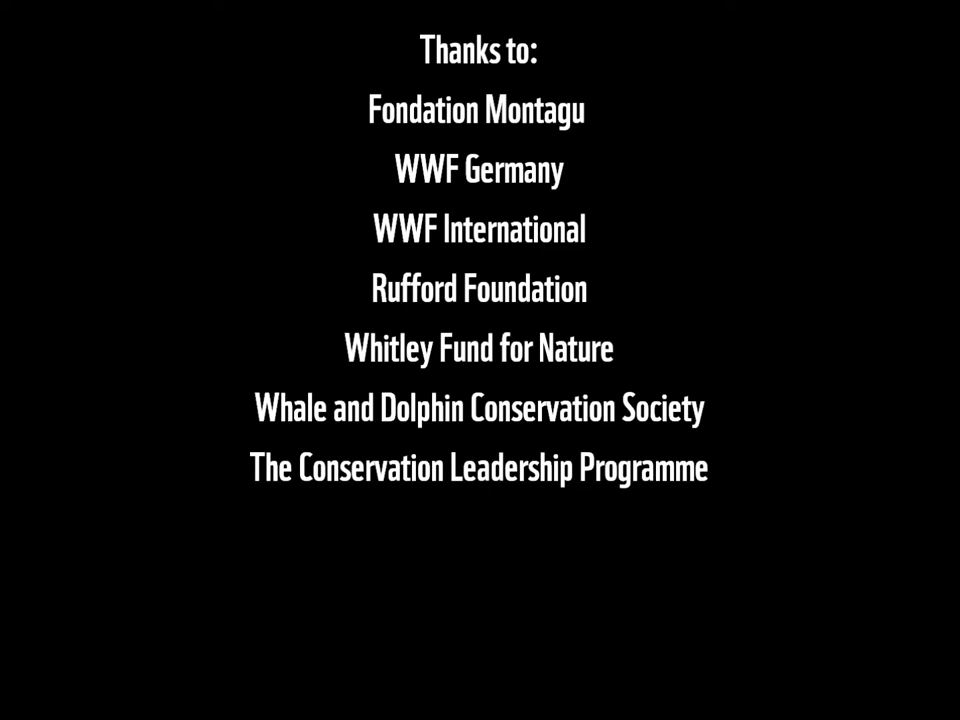 Thanks to:
Fondation Montagu
WWF Germany
WWF International
Rufford Foundation
Whitley Fund for Nature
Whale and Dolphin Conservation Society
The Conservation Leadership Programme